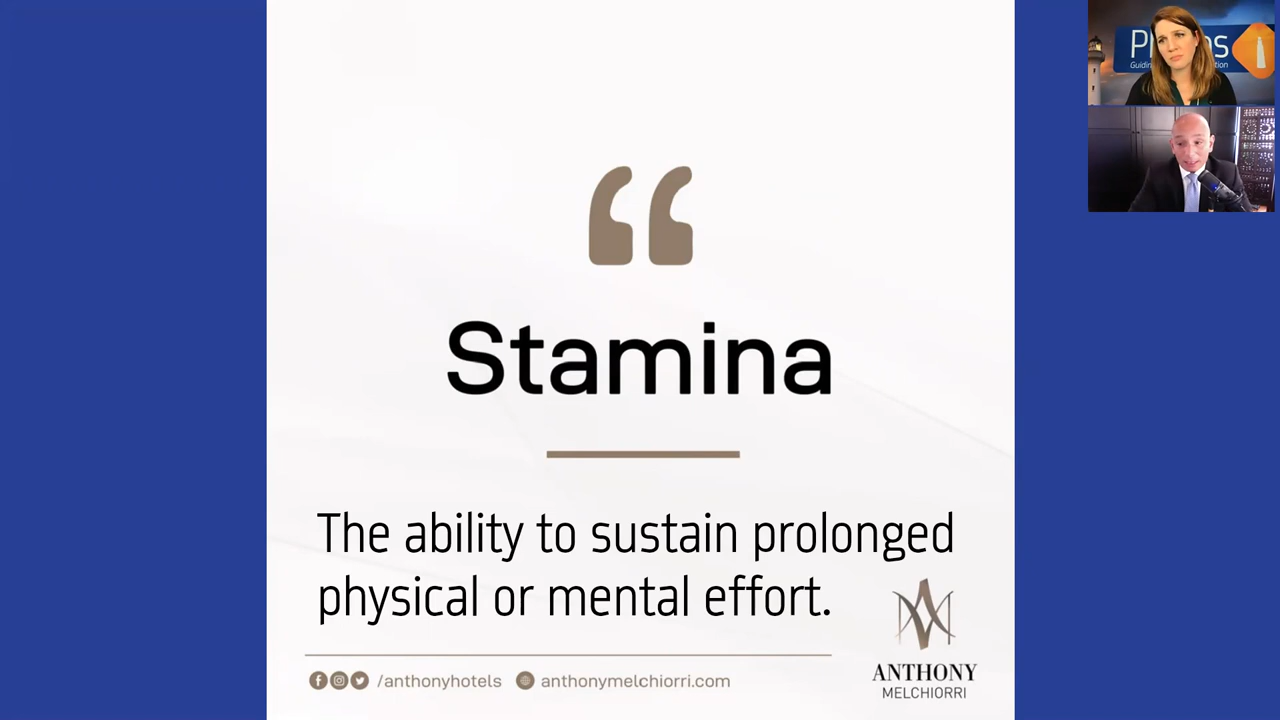 Stamina
The ability to sustain prolonged
physical or mental effort.
/anthonyhotels anthonymelchiorri.com
ANTHONY
MELCHIORRI